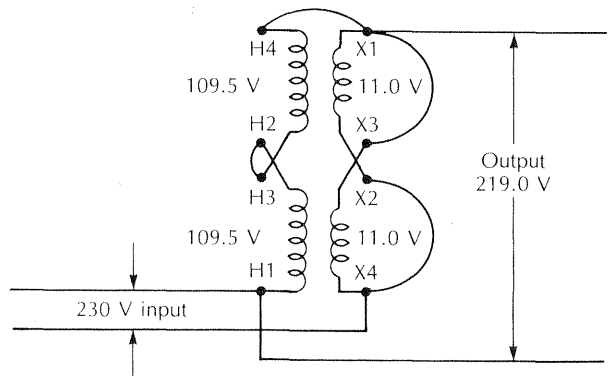 H4
X1
109.5 V
11.0 V
H2
X3
Output
219.0 V
H3
X2
109.5 V
11.0 V
H1
X4
230 V input